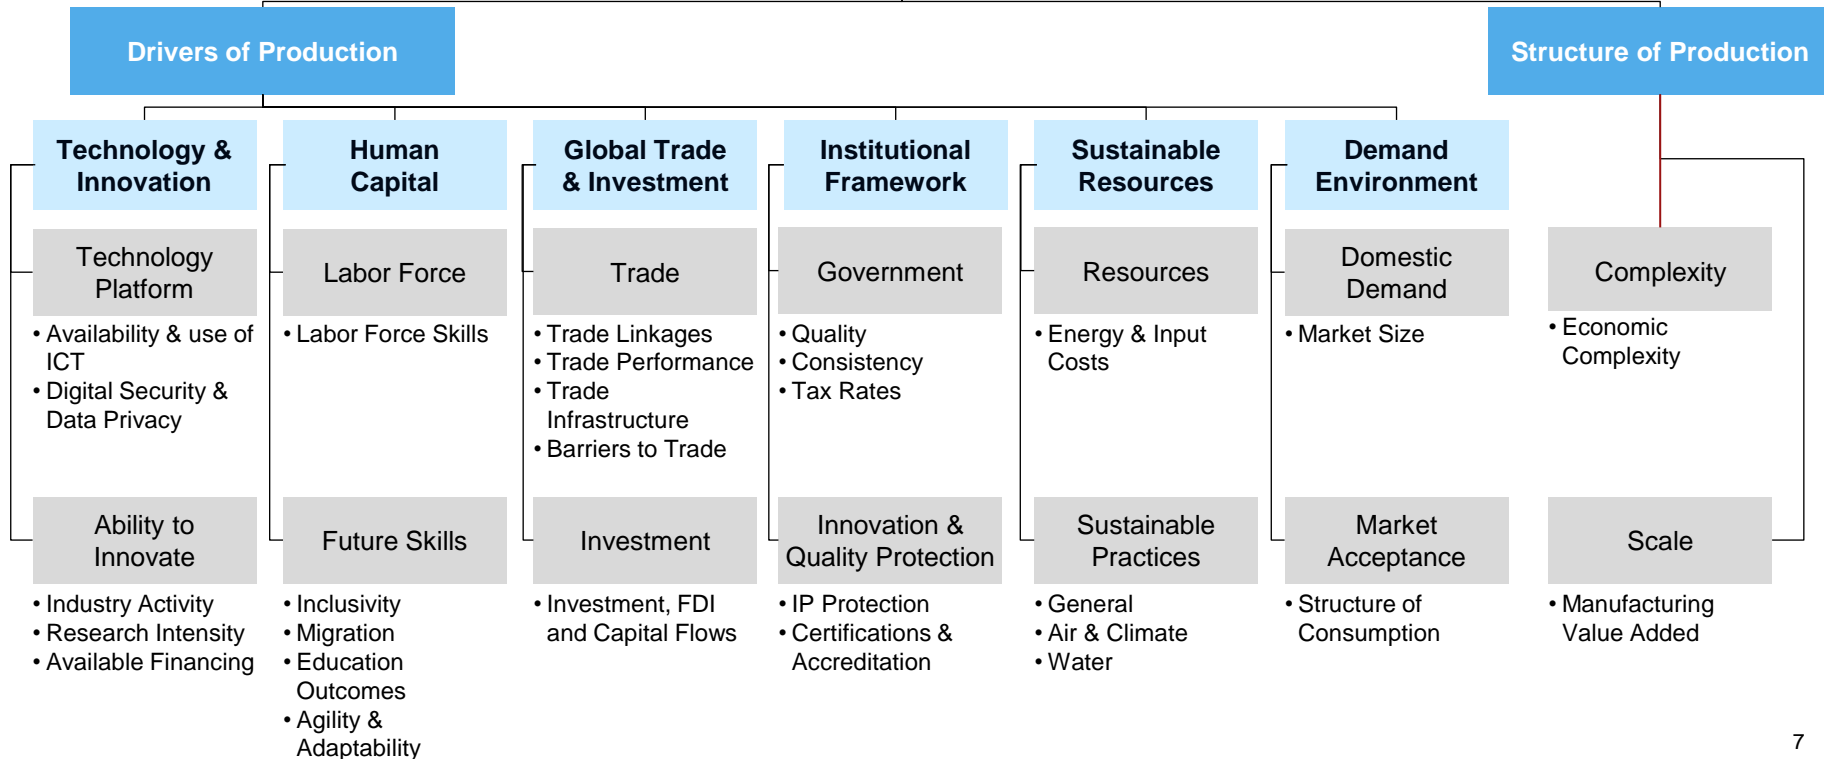 Drivers of Production
Structure of Production
Technology &
Innovation
Human
Capital
Global Trade
& Investment
Institutional
Framework
Sustainable
Resources
Demand
Environment
Technology
Platform
Labor Force
Trade
Government
Resources
Domestic
Demand
Complexity
• Availability & use of
ICT
• Digital Security &
Data Privacy
• Labor Force Skills
• Trade Linkages
• Trade Performance
• Trade
Infrastructure
• Barriers to Trade
• Quality
• Consistency
• Tax Rates
• Energy & Input
Costs
• Market Size
• Economic
Complexity
Ability to
Innovate
Future Skills
Investment
Innovation &
Quality Protection
Sustainable
Practices
Market
Acceptance
Scale
• Industry Activity
• Research Intensity
• Available Financing
• Inclusivity
• Migration
• Education
Outcomes
• Agility &
Adaptability
• Investment, FDI
and Capital Flows
• IP Protection
• Certifications &
Accreditation
• General
• Air & Climate
• Water
• Structure of
Consumption
• Manufacturing
Value Added
7